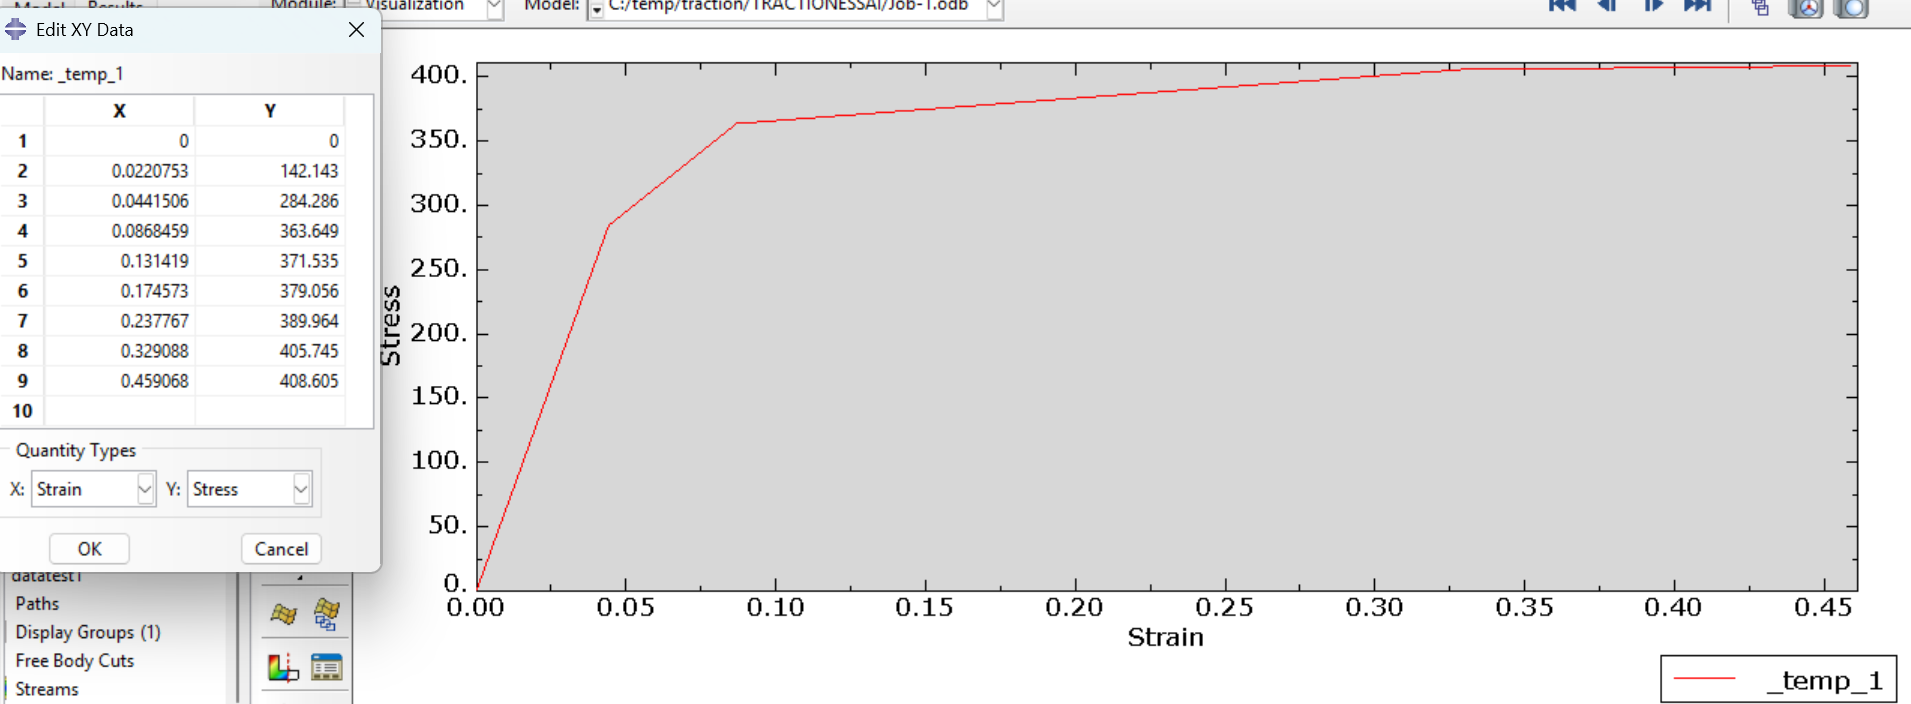 Model Results Module: Visualization Model: C:/temp/traction/TRACTIONESSAI/Job-1.odb
Edit XY Data
Name: _temp_1
X Y
1 0 0
2 0.0220753 142.143
3 0.0441506 284.286
4 0.0868459 363.649
5 0.131419 371.535
6 0.174573 379.056
7 0.237767 389.964
8 0.329088 405.745
9 0.459068 408.605
10
Quantity Types
X: Strain Y: Stress
OK Cancel
datatest1
Paths
Display Groups (1)
Free Body Cuts
Streams
400.
350.
300.
250.
200.
150.
100.
50.
0.
Stress
0.00 0.05 0.10 0.15 0.20 0.25 0.30 0.35 0.40 0.45
Strain
_temp_1